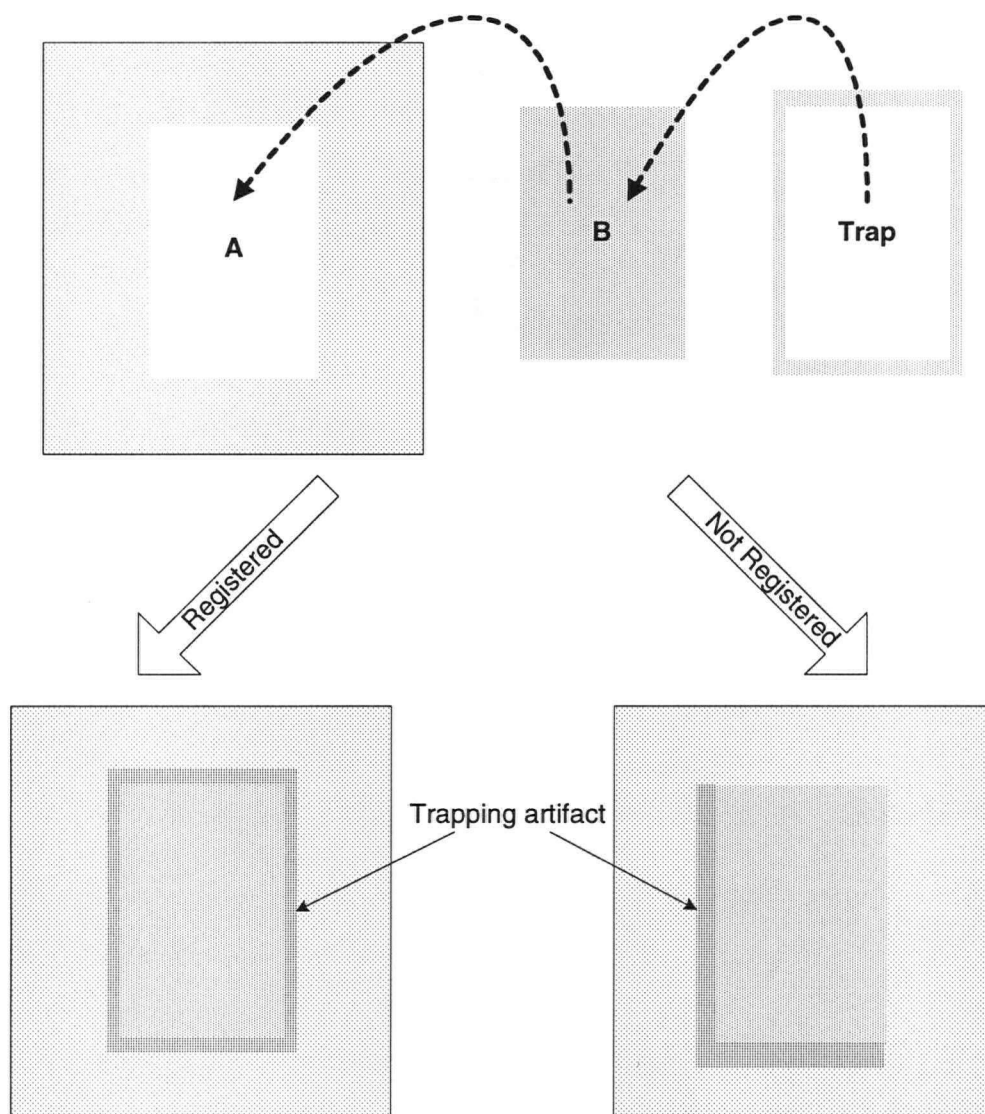 A
B
Trap
Registered
Not Registered
Trapping artifact